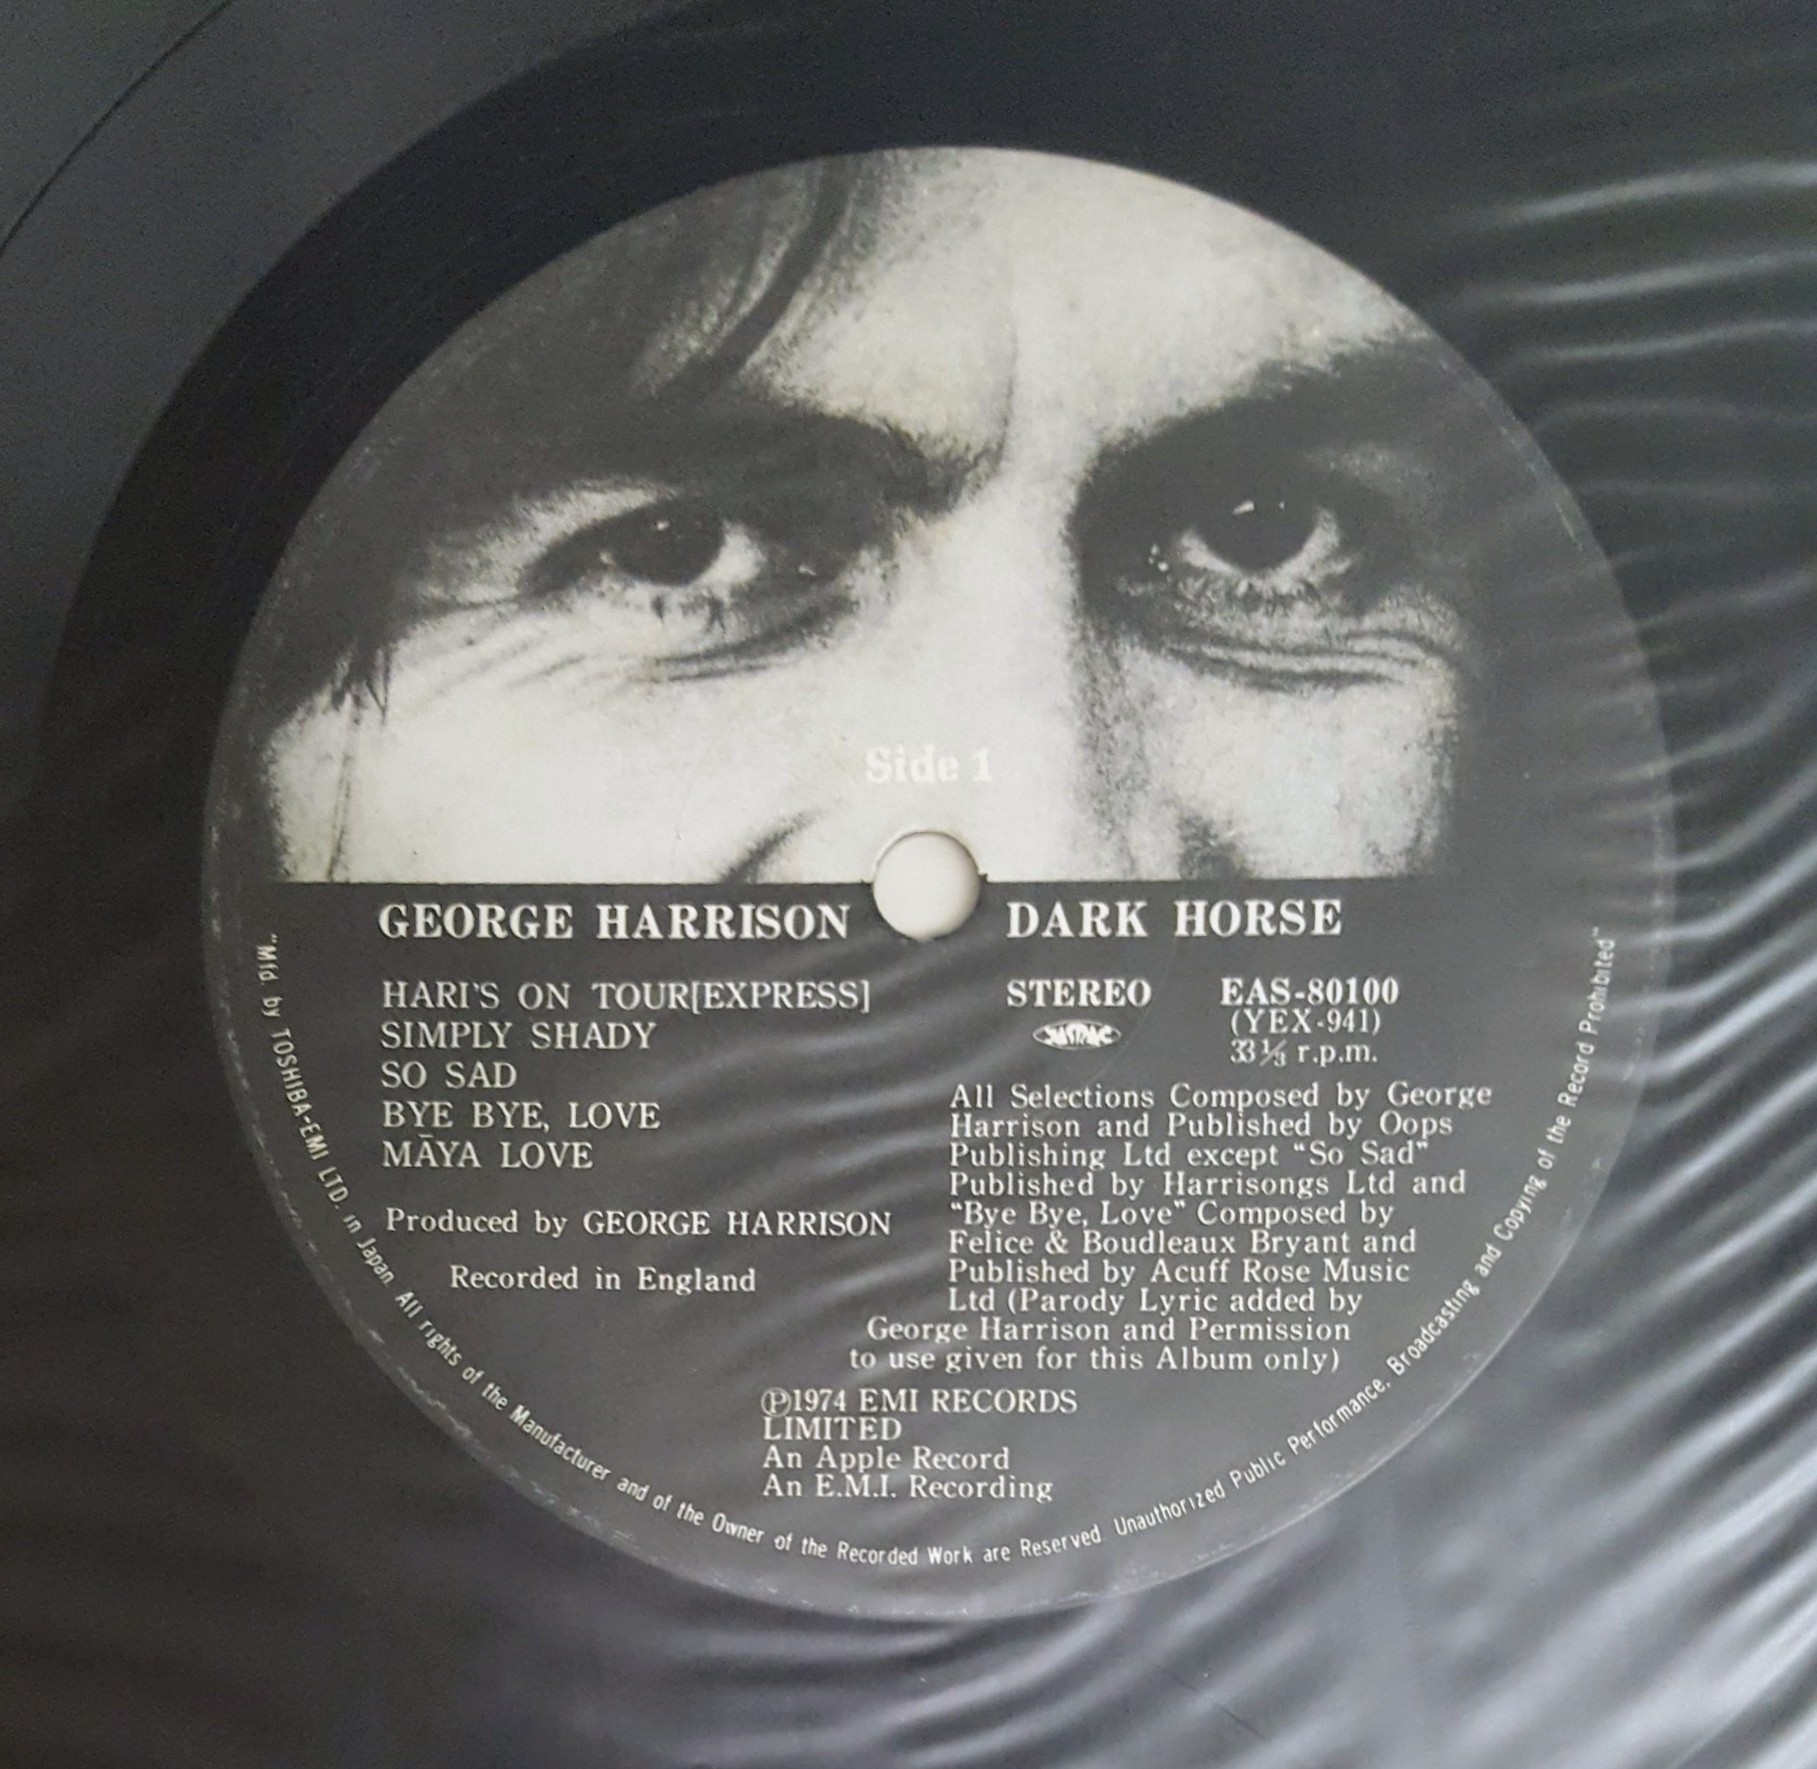 Side 1
GEORGE HARRISON DARK HORSE
HARI'S ON TOUR[EXPRESS]
SIMPLY SHADY
SO SAD
BYE BYE, LOVE
MĀYA LOVE
Produced by GEORGE HARRISON
Recorded in England
STEREO EAS-80100
JASRAC
(YEX-941)
33⅓ r.p.m.
All Selections Composed by George
Harrison and Published by Oops
Publishing Ltd except “So Sad”
Published by Harrisongs Ltd and
“Bye Bye, Love” Composed by
Felice & Boudleaux Bryant and
Published by Acuff Rose Music
Ltd (Parody Lyric added by
George Harrison and Permission
to use given for this Album only)
Ⓟ1974 EMI RECORDS
LIMITED
An Apple Record
An E.M.I. Recording
"Mfd. by TOSHIBA-EMI LTD. in Japan. All rights of the Manufacturer and of the Owner of the Recorded Work are Reserved. Unauthorized Public Performance, Broadcasting and Copying of the Record Prohibited"